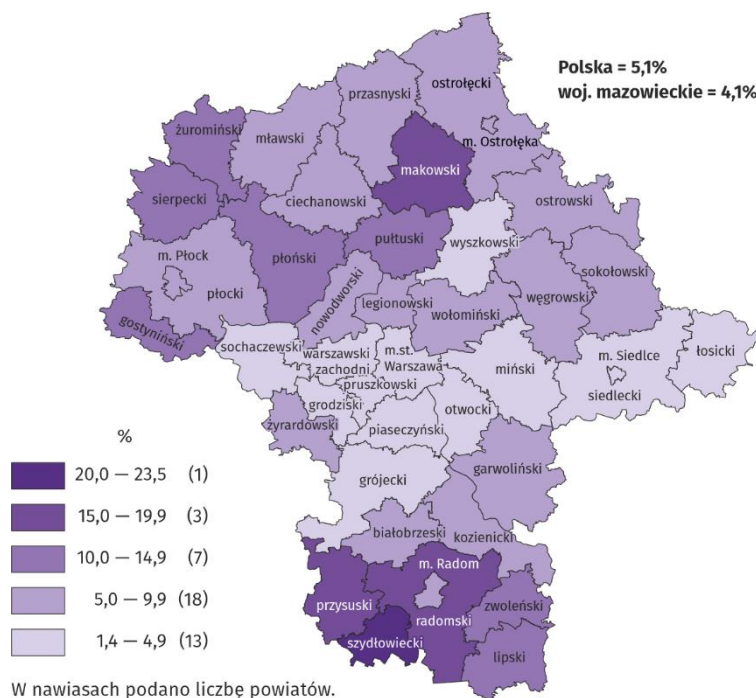 ostrołęcki
Polska = 5,1%
woj. mazowieckie = 4,1%
przasnyski
żuromiński
mławski
m. Ostrołęka
makowski
sierpecki
ciechanowski
ostrowski
płoński
pułtuski
wyszkowski
m. Płock
sokołowski
płocki
nowodworski
legionowski
węgrowski
wołomiński
gostyniński
sochaczewski
warszawski
zachodni
m.st.
Warszawa
miński
m. Siedlce
łosicki
pruszkowski
siedlecki
grodziski
otwocki
żyrardowski
piaseczyński
garwoliński
grójecki
białobrzeski
kozienicki
m. Radom
zwoleński
przysuski
radomski
szydłowiecki
lipski
%
20,0 — 23,5 (1)
15,0 — 19,9 (3)
10,0 — 14,9 (7)
5,0 — 9,9 (18)
1,4 — 4,9 (13)
W nawiasach podano liczbę powiatów.